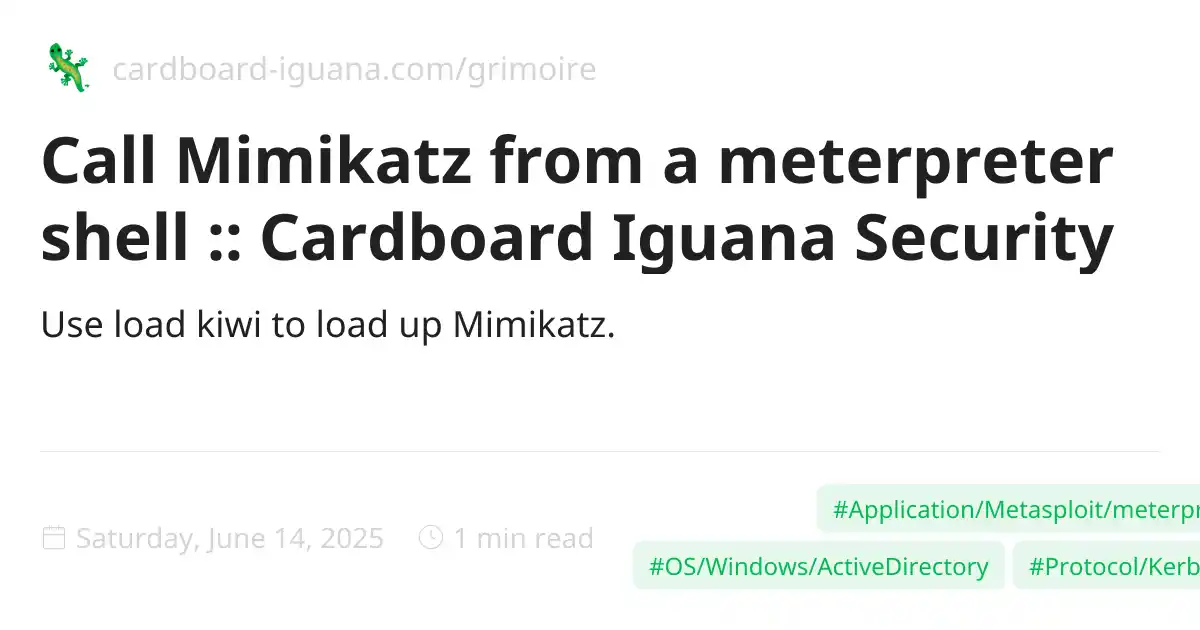 cardboard-iguana.com/grimoire
Call Mimikatz from a meterpreter
shell :: Cardboard Iguana Security
Use load kiwi to load up Mimikatz.
#Application/Metasploit/meterpr
Saturday, June 14, 2025
1 min read
#OS/Windows/ActiveDirectory
#Protocol/Kerb